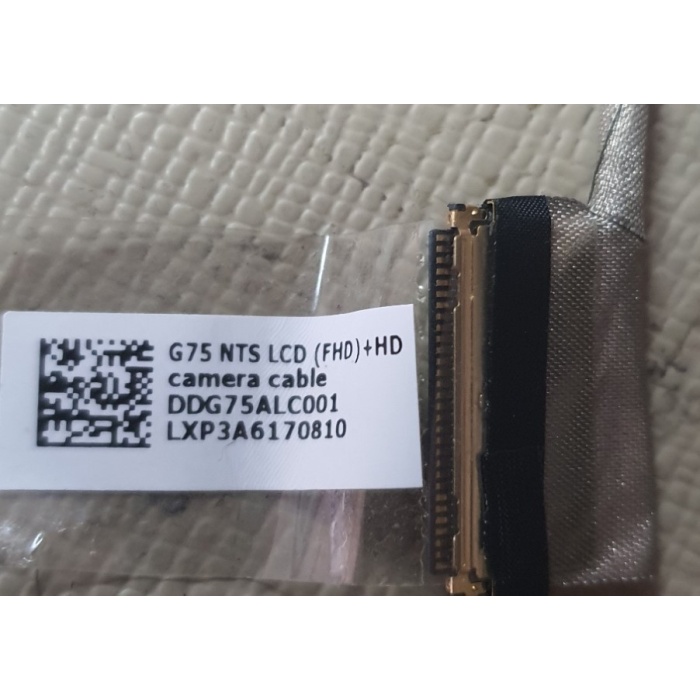 G75 NTS LCD (FHD)+HD
camera cable
DDG75ALC001
LXP3A6170810